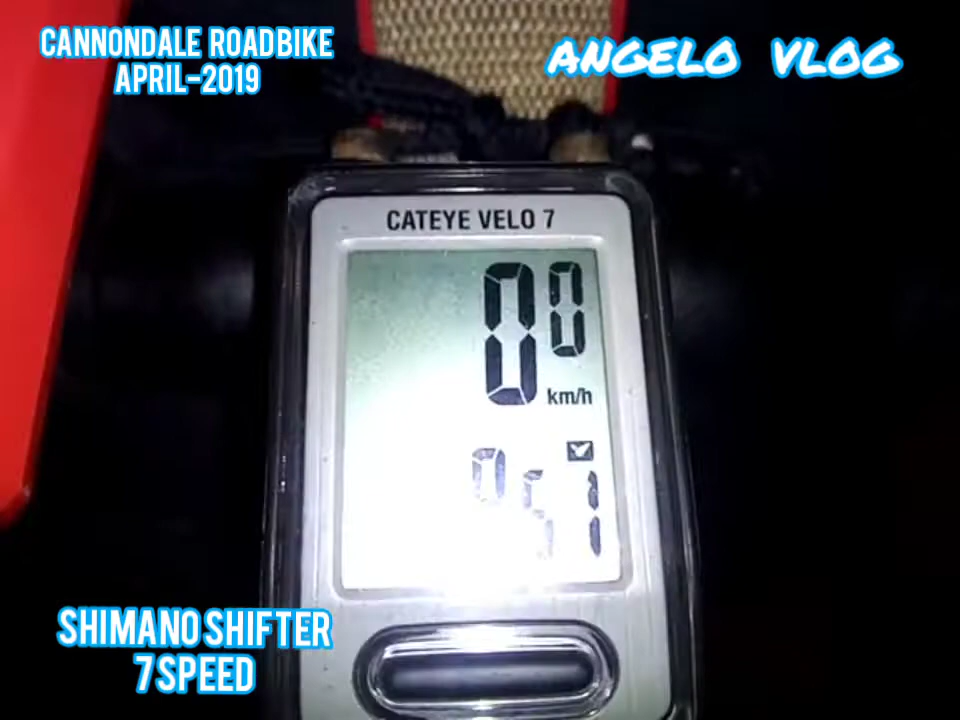 CANNONDALE ROADBIKE
APRIL-2019
ANGELO VLOG
CATEYE VELO 7
00
km/h
SHIMANO SHIFTER
7 SPEED